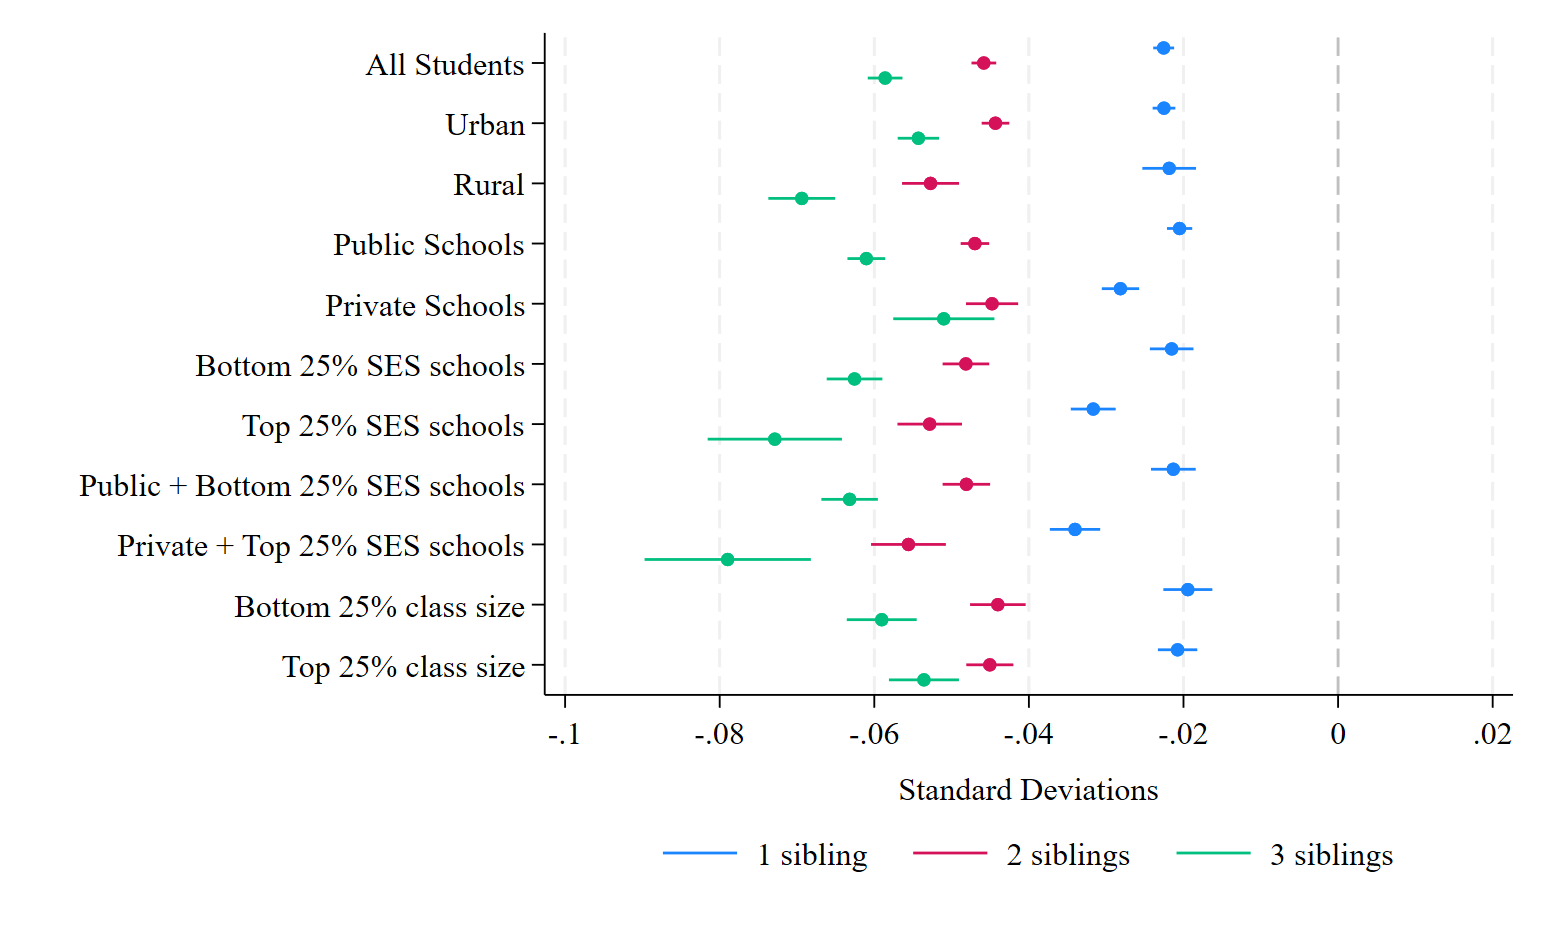 All Students
Urban
Rural
Public Schools
Private Schools
Bottom 25% SES schools
Top 25% SES schools
Public + Bottom 25% SES schools
Private + Top 25% SES schools
Bottom 25% class size
Top 25% class size
-.1 -.08 -.06 -.04 -.02 0 .02
Standard Deviations
1 sibling 2 siblings 3 siblings